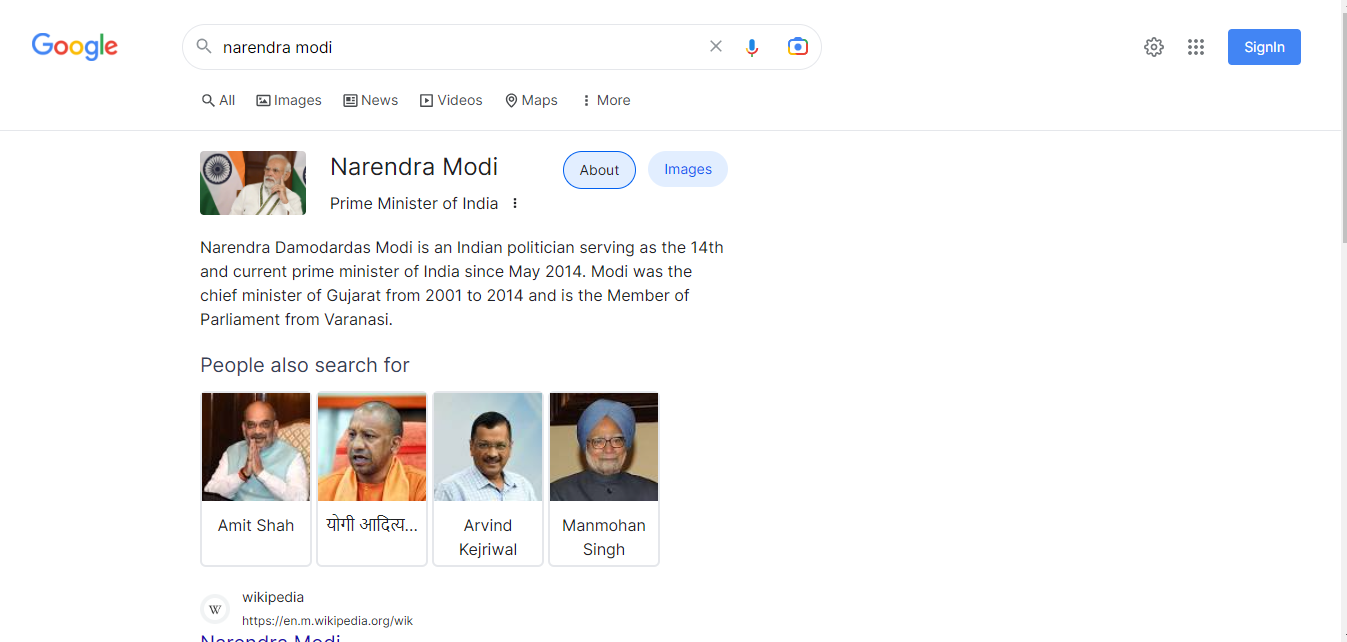 Google
narendra modi
SignIn
All Images News Videos Maps More
Narendra Modi
About Images
Prime Minister of India
Narendra Damodardas Modi is an Indian politician serving as the 14th
and current prime minister of India since May 2014. Modi was the
chief minister of Gujarat from 2001 to 2014 and is the Member of
Parliament from Varanasi.
People also search for
Amit Shah
योगी आदित्य...
Arvind
Kejriwal
Manmohan
Singh
W
wikipedia
https://en.m.wikipedia.org/wik
Narendra Modi